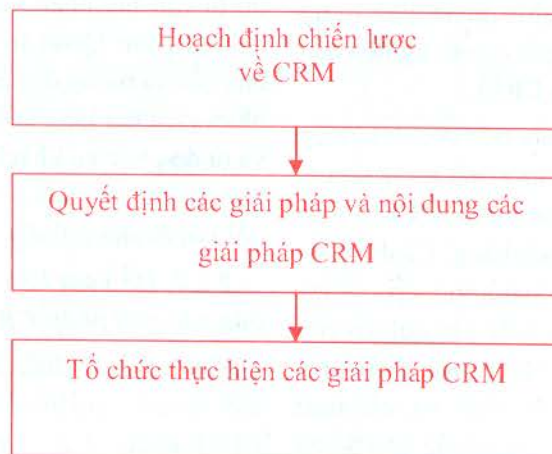 Hoạch định chiến lược
về CRM
Quyết định các giải pháp và nội dung các
giải pháp CRM
Tổ chức thực hiện các giải pháp CRM